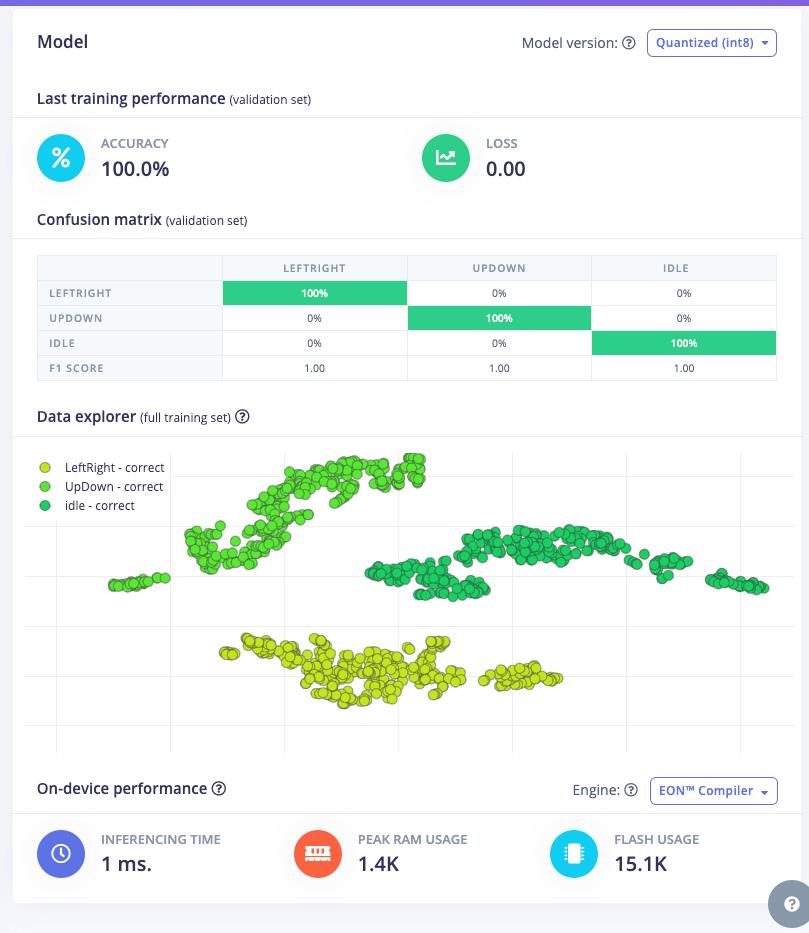 Model
Model version: Quantized (int8)
Last training performance (validation set)
%
ACCURACY
100.0%
LOSS
0.00
Confusion matrix (validation set)
LEFTRIGHT UPDOWN IDLE
LEFTRIGHT 100% 0% 0%
UPDOWN 0% 100% 0%
IDLE 0% 0% 100%
F1 SCORE 1.00 1.00 1.00
Data explorer (full training set) ?
LeftRight - correct
UpDown - correct
idle - correct
On-device performance ?
Engine: ? EON™ Compiler
INFERENCING TIME
1 ms.
PEAK RAM USAGE
1.4K
FLASH USAGE
15.1K
?